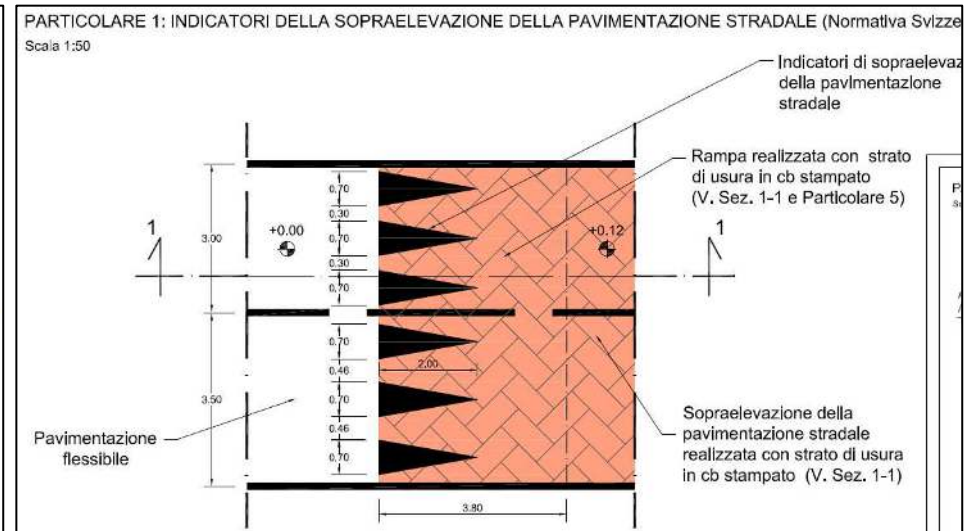 PARTICOLARE 1: INDICATORI DELLA SOPRAELEVAZIONE DELLA PAVIMENTAZIONE STRADALE (Normativa Svizze
Scala 1:50
Indicatori di sopraelevaz
della pavimentazione
stradale
Rampa realizzata con strato
di usura in cb stampato
(V. Sez. 1-1 e Particolare 5)
P
0.70
0.30
+0.00
+0.12
1
1
3.00
0.70
0.30
0.70
0.70
2.00
0.46
3.50
0.70
0.46
0.70
Pavimentazione
flessibile
Sopraelevazione della
pavimentazione stradale
realizzata con strato di usura
in cb stampato (V. Sez. 1-1)
3.80